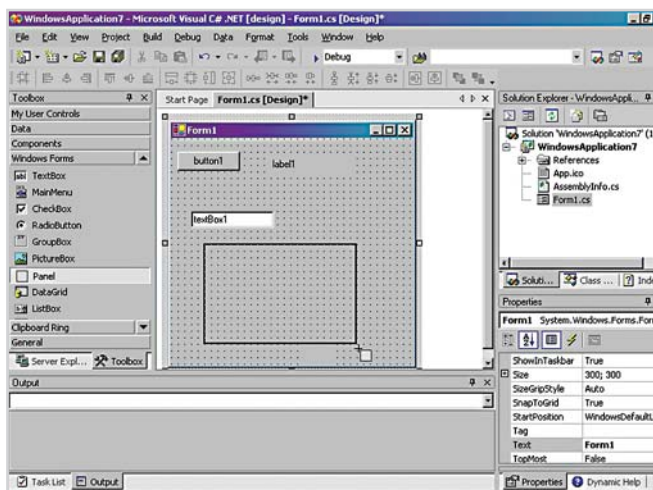 WindowsApplication7 - Microsoft Visual C# .NET [design] - Form1.cs [Design]*
File Edit View Project Build Debug Data Format Tools Window Help
Debug
Toolbox
My User Controls
Data
Components
Windows Forms
TextBox
MainMenu
CheckBox
RadioButton
GroupBox
PictureBox
Panel
DataGrid
ListBox
Clipboard Ring
General
Server Expl... Toolbox
Start Page Form1.cs [Design]*
Form1
button1
label1
textBox1
Solution Explorer - WindowsAppli...
Solution 'WindowsApplication7' (1
WindowsApplication7
References
App.ico
AssemblyInfo.cs
Form1.cs
Soluti... Class ... Inde
Properties
Form1 System.Windows.Forms.For
ShowInTaskbar True
Size 300; 300
SizeGripStyle Auto
SnapToGrid True
StartPosition WindowsDefaultL
Tag
Text Form1
TopMost False
Properties Dynamic Help
Output
Task List Output